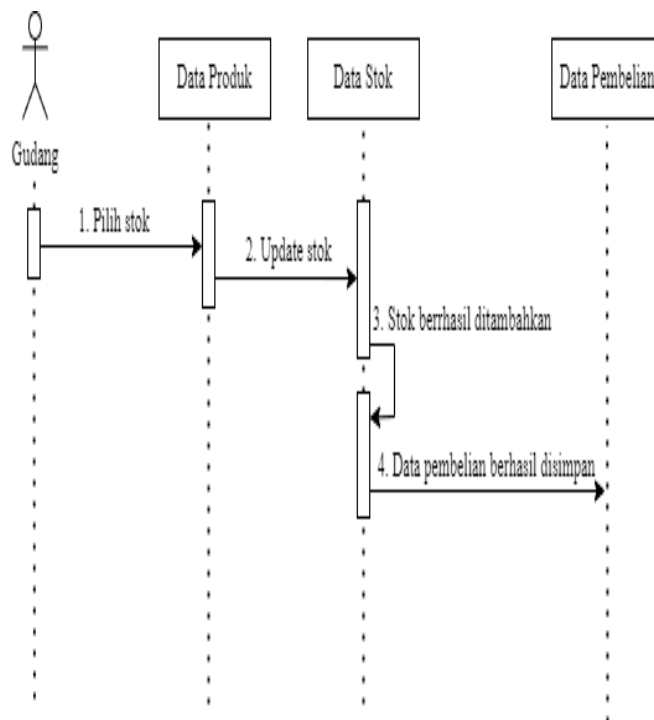 Gudang
Data Produk
Data Stok
Data Pembelian
1. Pilih stok
2. Update stok
3. Stok berrhasil ditambahkan
4. Data pembelian berhasil disimpan